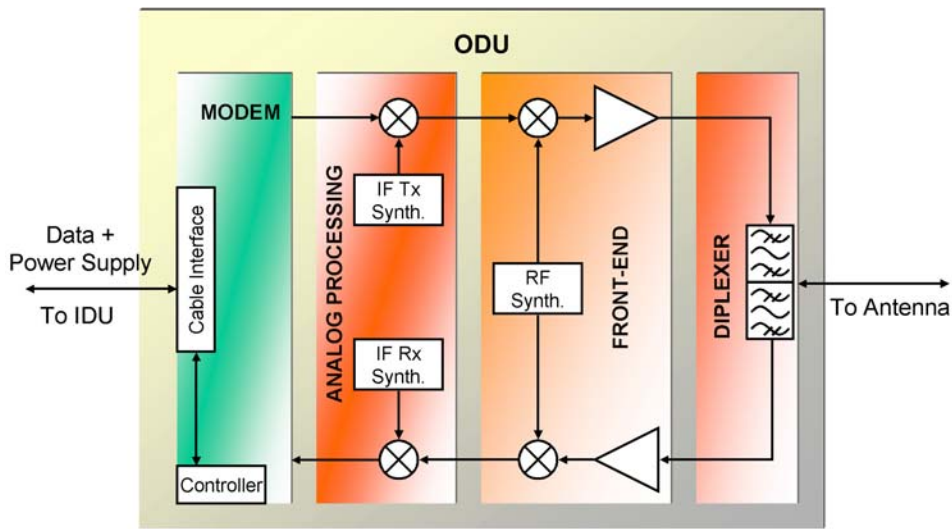 ODU
MODEM
ANALOG PROCESSING
FRONT-END
DIPLEXER
IF Tx
Synth.
Data +
Power Supply
To IDU
Cable Interface
RF
Synth.
To Antenna
IF Rx
Synth.
Controller